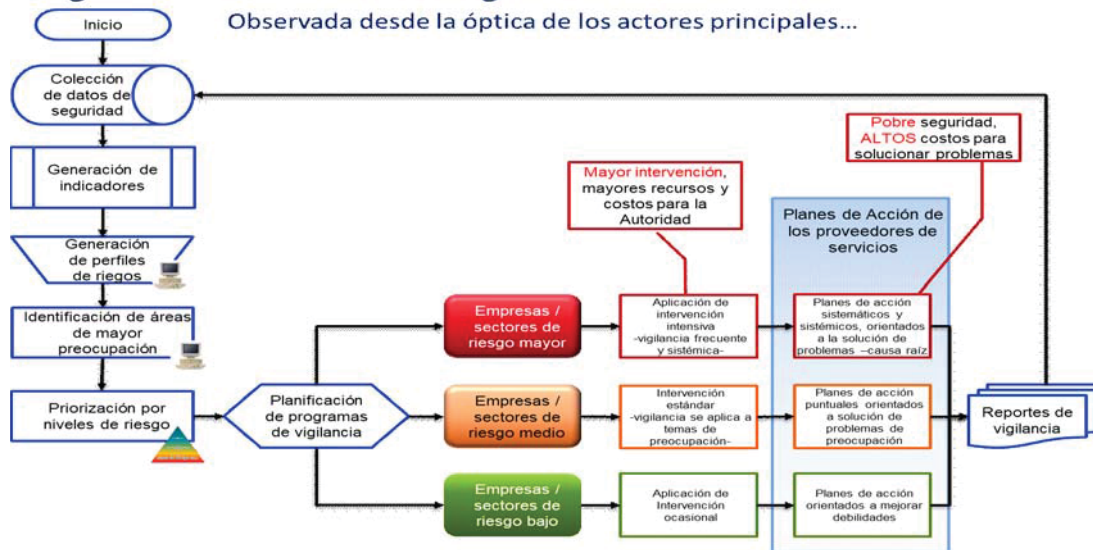 Observada desde la óptica de los actores principales...
Inicio
Colección
de datos de
seguridad
Generación de
indicadores
Generación
de perfiles
de riegos
Identificación de áreas
de mayor
preocupación
Priorización por
niveles de riesgo
Planificación
de programas
de vigilancia
Mayor intervención,
mayores recursos y
costos para la
Autoridad
Pobre seguridad,
ALTOS costos para
solucionar problemas
Planes de Acción de
los proveedores de
servicios
Empresas /
sectores de
riesgo mayor
Aplicación de
intervención
intensiva
-vigilancia frecuente
y sistémica-
Planes de acción
sistemáticos y
sistémicos, orientados
a la solución de
problemas –causa raíz
Empresas /
sectores de
riesgo medio
Intervención
estándar
-vigilancia se aplica a
temas de
preocupación-
Planes de acción
puntuales orientados
a solución de
problemas de
preocupación
Empresas /
sectores de
riesgo bajo
Aplicación de
Intervención
ocasional
Planes de acción
orientados a mejorar
debilidades
Reportes de
vigilancia